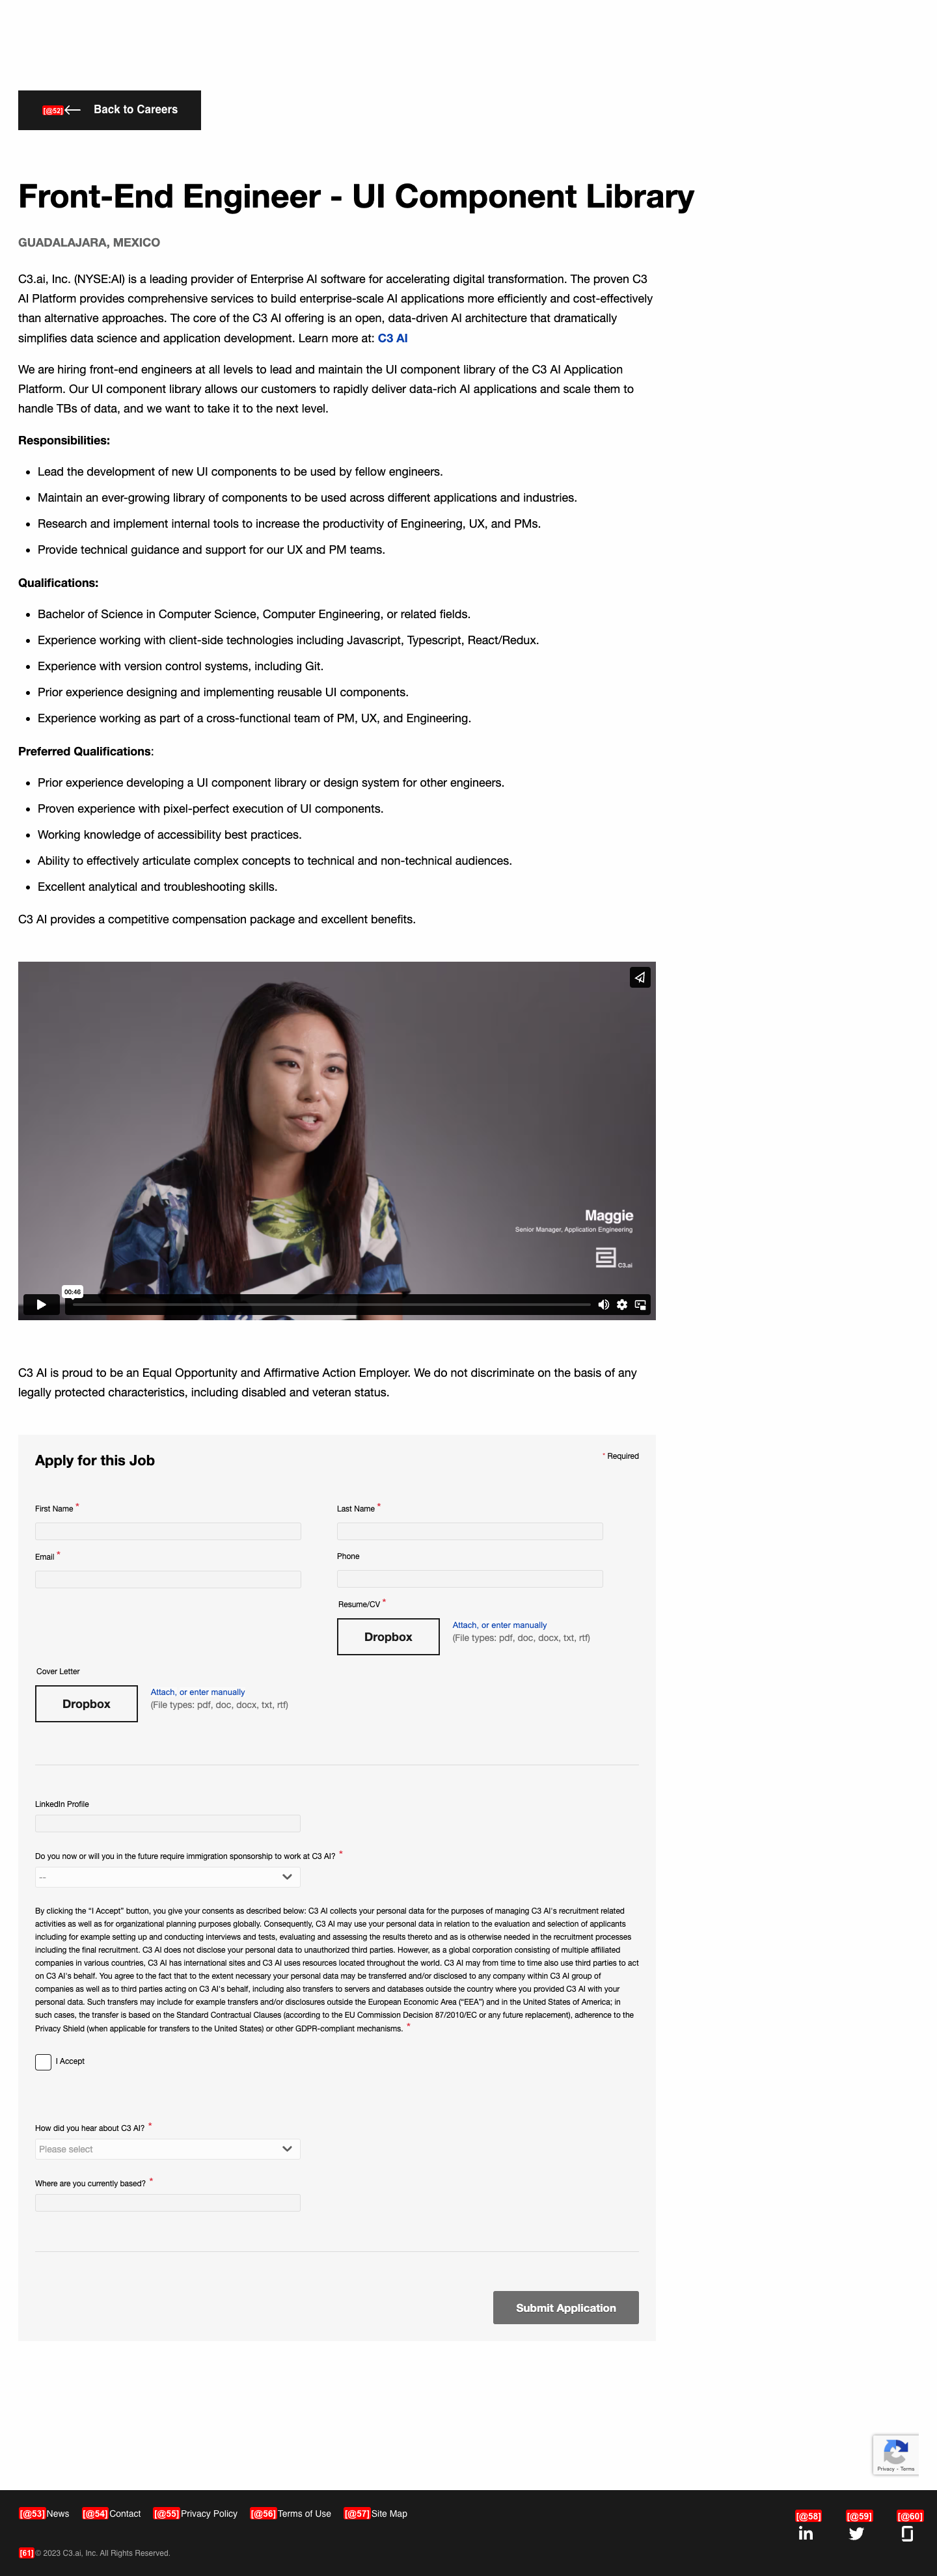 [@52] Back to Careers
Front-End Engineer - UI Component Library
GUADALAJARA, MEXICO
C3.ai, Inc. (NYSE:AI) is a leading provider of Enterprise AI software for accelerating digital transformation. The proven C3
AI Platform provides comprehensive services to build enterprise-scale AI applications more efficiently and cost-effectively
than alternative approaches. The core of the C3 AI offering is an open, data-driven AI architecture that dramatically
simplifies data science and application development. Learn more at: C3 AI
We are hiring front-end engineers at all levels to lead and maintain the UI component library of the C3 AI Application
Platform. Our UI component library allows our customers to rapidly deliver data-rich AI applications and scale them to
handle TBs of data, and we want to take it to the next level.
Responsibilities:
• Lead the development of new UI components to be used by fellow engineers.
• Maintain an ever-growing library of components to be used across different applications and industries.
• Research and implement internal tools to increase the productivity of Engineering, UX, and PMs.
• Provide technical guidance and support for our UX and PM teams.
Qualifications:
• Bachelor of Science in Computer Science, Computer Engineering, or related fields.
• Experience working with client-side technologies including Javascript, Typescript, React/Redux.
• Experience with version control systems, including Git.
• Prior experience designing and implementing reusable UI components.
• Experience working as part of a cross-functional team of PM, UX, and Engineering.
Preferred Qualifications:
• Prior experience developing a UI component library or design system for other engineers.
• Proven experience with pixel-perfect execution of UI components.
• Working knowledge of accessibility best practices.
• Ability to effectively articulate complex concepts to technical and non-technical audiences.
• Excellent analytical and troubleshooting skills.
C3 AI provides a competitive compensation package and excellent benefits.
Maggie
Senior Manager, Application Engineering
C3.ai
00:46
C3 AI is proud to be an Equal Opportunity and Affirmative Action Employer. We do not discriminate on the basis of any
legally protected characteristics, including disabled and veteran status.
Apply for this Job
* Required
First Name *
Last Name *
Email *
Phone
Resume/CV *
Dropbox
Attach, or enter manually
(File types: pdf, doc, docx, txt, rtf)
Cover Letter
Dropbox
Attach, or enter manually
(File types: pdf, doc, docx, txt, rtf)
LinkedIn Profile
Do you now or will you in the future require immigration sponsorship to work at C3 AI? *
--
By clicking the “I Accept” button, you give your consents as described below: C3 AI collects your personal data for the purposes of managing C3 AI's recruitment related
activities as well as for organizational planning purposes globally. Consequently, C3 AI may use your personal data in relation to the evaluation and selection of applicants
including for example setting up and conducting interviews and tests, evaluating and assessing the results thereto and as is otherwise needed in the recruitment processes
including the final recruitment. C3 AI does not disclose your personal data to unauthorized third parties. However, as a global corporation consisting of multiple affiliated
companies in various countries, C3 AI has international sites and C3 AI uses resources located throughout the world. C3 AI may from time to time also use third parties to act
on C3 AI's behalf. You agree to the fact that to the extent necessary your personal data may be transferred and/or disclosed to any company within C3 AI group of
companies as well as to third parties acting on C3 AI's behalf, including also transfers to servers and databases outside the country where you provided C3 AI with your
personal data. Such transfers may include for example transfers and/or disclosures outside the European Economic Area (“EEA”) and in the United States of America; in
such cases, the transfer is based on the Standard Contractual Clauses (according to the EU Commission Decision 87/2010/EC or any future replacement), adherence to the
Privacy Shield (when applicable for transfers to the United States) or other GDPR-compliant mechanisms. *
I Accept
How did you hear about C3 AI? *
Please select
Where are you currently based? *
Submit Application
Privacy - Terms
[@53] News [@54] Contact [@55] Privacy Policy [@56] Terms of Use [@57] Site Map
[@58] [@59] [@60]
in
[61] © 2023 C3.ai, Inc. All Rights Reserved.